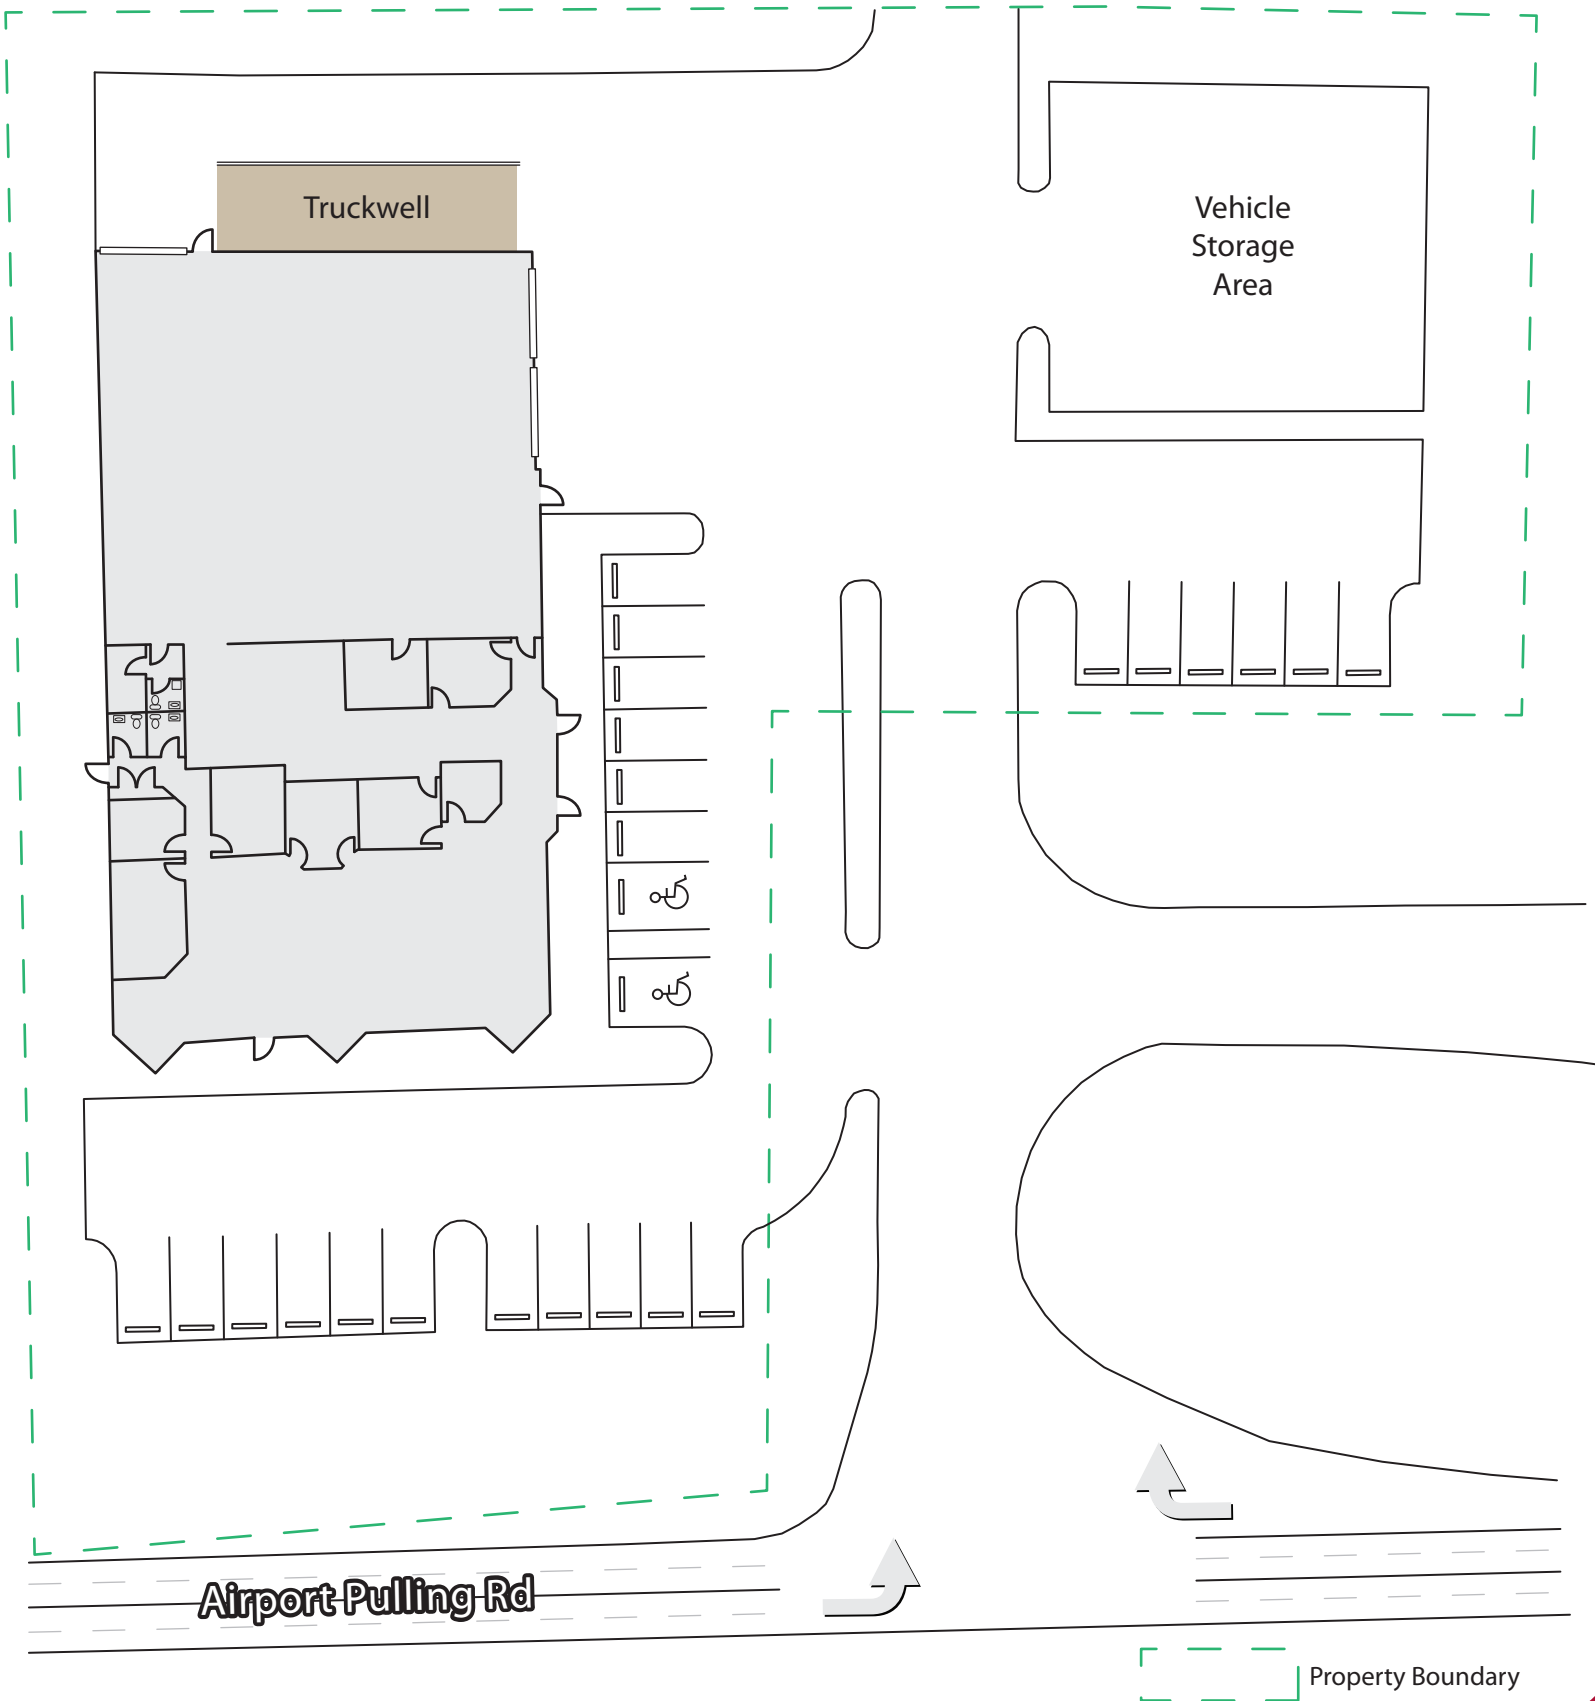 Truckwell
Vehicle
Storage
Area
Airport Pulling Rd
Property Boundary